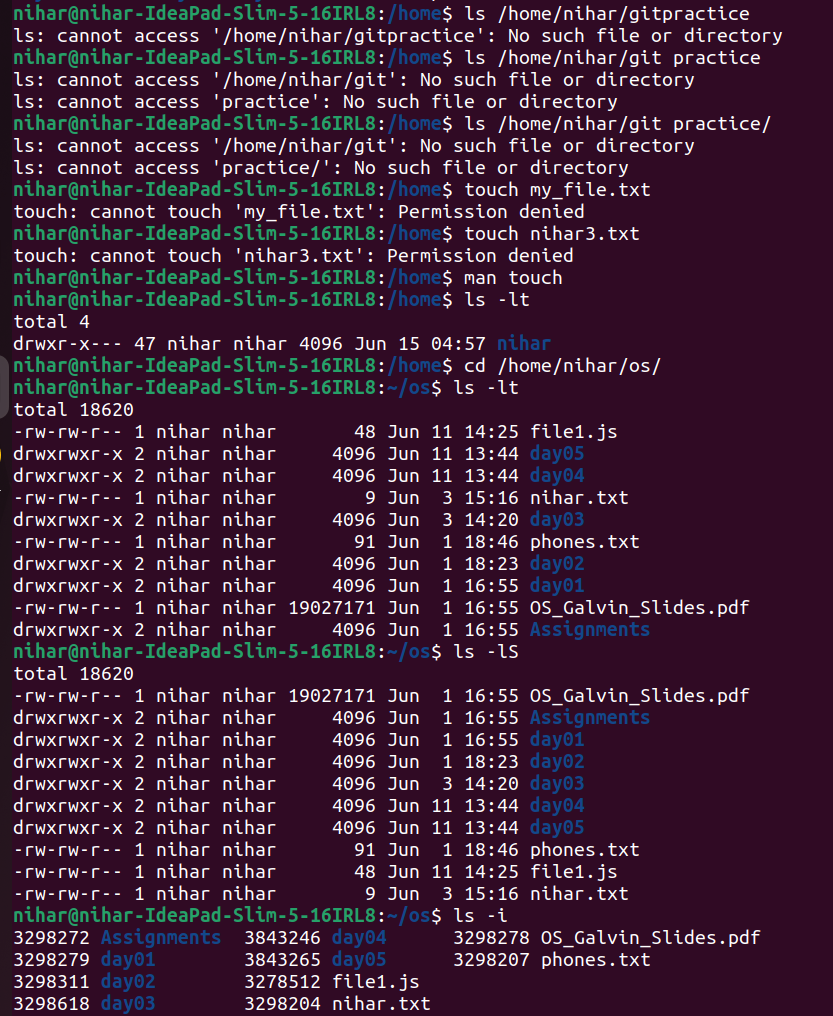 nihar@nihar-IdeaPad-Slim-5-16IRL8:/home$ ls /home/nihar/gitpractice
ls: cannot access '/home/nihar/gitpractice': No such file or directory
nihar@nihar-IdeaPad-Slim-5-16IRL8:/home$ ls /home/nihar/git practice
ls: cannot access '/home/nihar/git': No such file or directory
ls: cannot access 'practice': No such file or directory
nihar@nihar-IdeaPad-Slim-5-16IRL8:/home$ ls /home/nihar/git practice/
ls: cannot access '/home/nihar/git': No such file or directory
ls: cannot access 'practice/': No such file or directory
nihar@nihar-IdeaPad-Slim-5-16IRL8:/home$ touch my_file.txt
touch: cannot touch 'my_file.txt': Permission denied
nihar@nihar-IdeaPad-Slim-5-16IRL8:/home$ touch nihar3.txt
touch: cannot touch 'nihar3.txt': Permission denied
nihar@nihar-IdeaPad-Slim-5-16IRL8:/home$ man touch
nihar@nihar-IdeaPad-Slim-5-16IRL8:/home$ ls -lt
total 4
drwxr-x--- 47 nihar nihar 4096 Jun 15 04:57 nihar
nihar@nihar-IdeaPad-Slim-5-16IRL8:/home$ cd /home/nihar/os/
nihar@nihar-IdeaPad-Slim-5-16IRL8:~/os$ ls -lt
total 18620
-rw-rw-r-- 1 nihar nihar       48 Jun 11 14:25 file1.js
drwxrwxr-x 2 nihar nihar     4096 Jun 11 13:44 day05
drwxrwxr-x 2 nihar nihar     4096 Jun 11 13:44 day04
-rw-rw-r-- 1 nihar nihar        9 Jun  3 15:16 nihar.txt
drwxrwxr-x 2 nihar nihar     4096 Jun  3 14:20 day03
-rw-rw-r-- 1 nihar nihar       91 Jun  1 18:46 phones.txt
drwxrwxr-x 2 nihar nihar     4096 Jun  1 18:23 day02
drwxrwxr-x 2 nihar nihar     4096 Jun  1 16:55 day01
-rw-rw-r-- 1 nihar nihar 19027171 Jun  1 16:55 OS_Galvin_Slides.pdf
drwxrwxr-x 2 nihar nihar     4096 Jun  1 16:55 Assignments
nihar@nihar-IdeaPad-Slim-5-16IRL8:~/os$ ls -lS
total 18620
-rw-rw-r-- 1 nihar nihar 19027171 Jun  1 16:55 OS_Galvin_Slides.pdf
drwxrwxr-x 2 nihar nihar     4096 Jun  1 16:55 Assignments
drwxrwxr-x 2 nihar nihar     4096 Jun  1 16:55 day01
drwxrwxr-x 2 nihar nihar     4096 Jun  1 18:23 day02
drwxrwxr-x 2 nihar nihar     4096 Jun  3 14:20 day03
drwxrwxr-x 2 nihar nihar     4096 Jun 11 13:44 day04
drwxrwxr-x 2 nihar nihar     4096 Jun 11 13:44 day05
-rw-rw-r-- 1 nihar nihar       91 Jun  1 18:46 phones.txt
-rw-rw-r-- 1 nihar nihar       48 Jun 11 14:25 file1.js
-rw-rw-r-- 1 nihar nihar        9 Jun  3 15:16 nihar.txt
nihar@nihar-IdeaPad-Slim-5-16IRL8:~/os$ ls -i
3298272 Assignments  3843246 day04      3298278 OS_Galvin_Slides.pdf
3298279 day01        3843265 day05      3298207 phones.txt
3298311 day02        3278512 file1.js
3298618 day03        3298204 nihar.txt